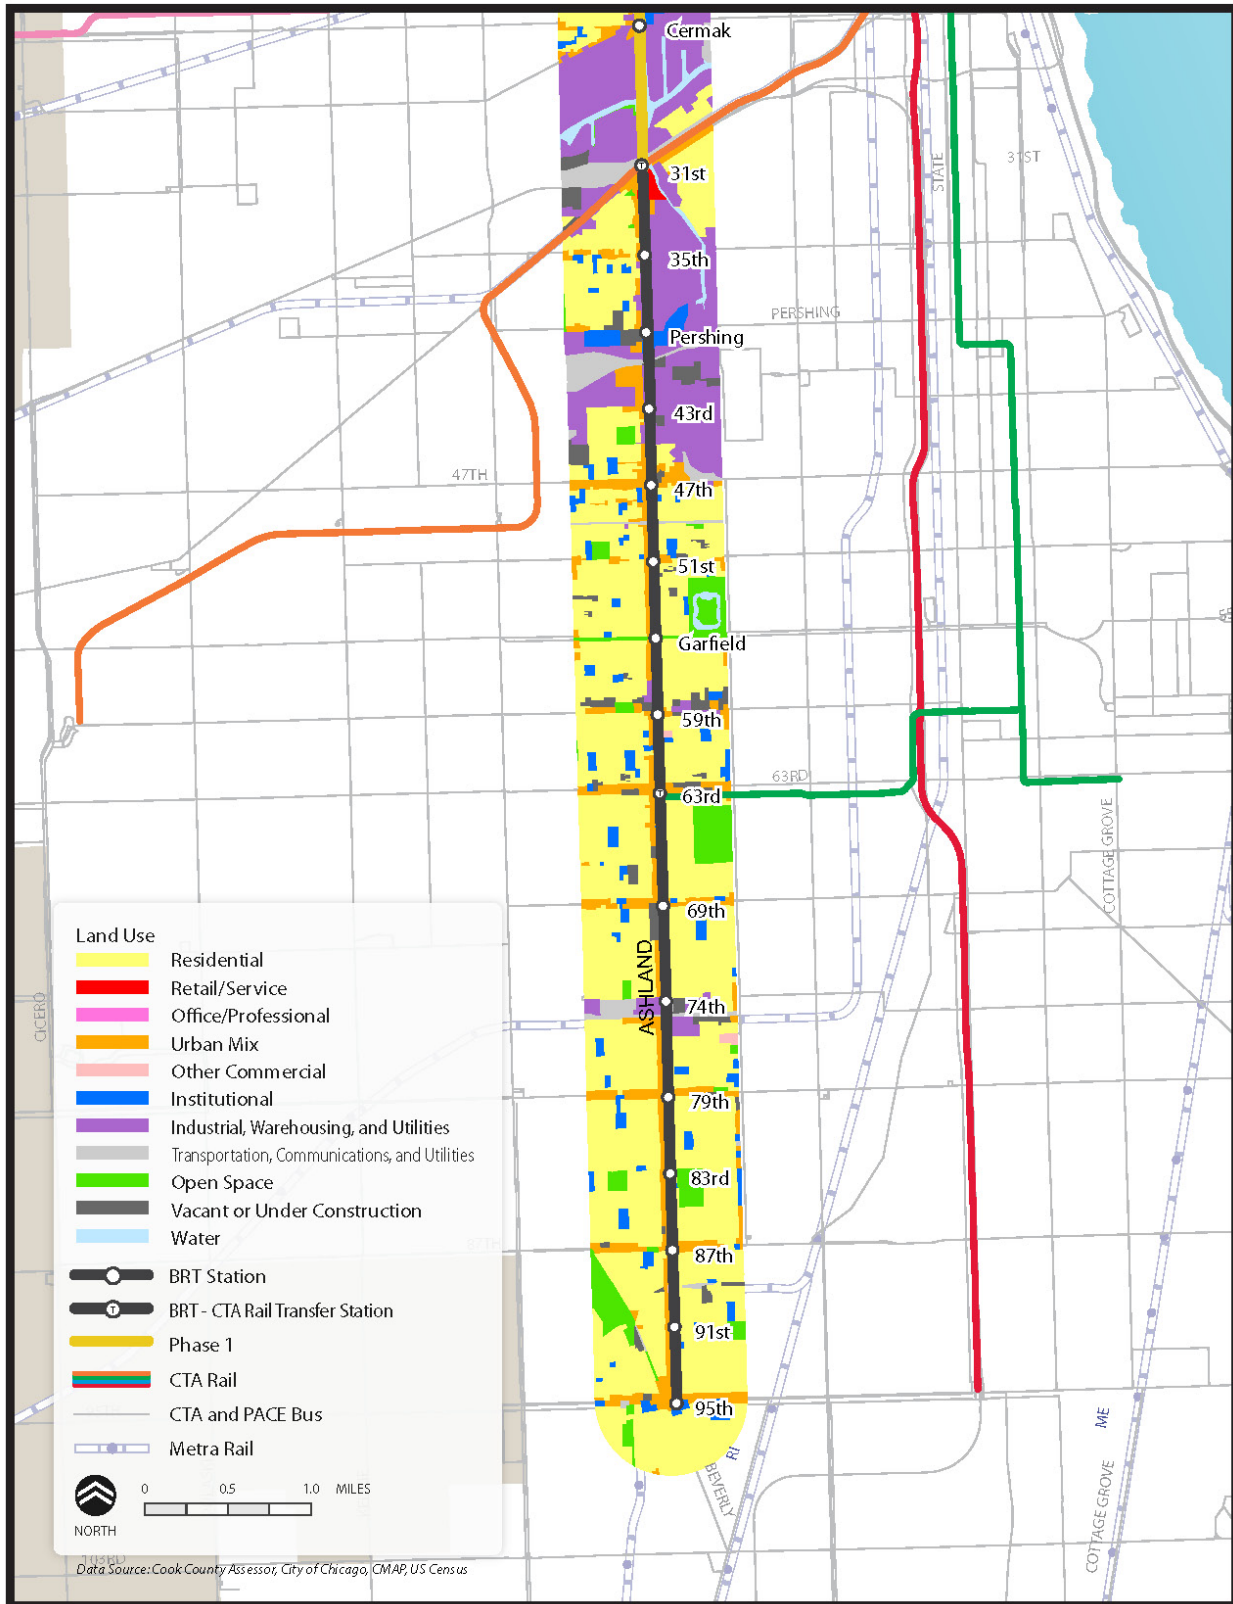 Cermak
31ST
STATE
31st
35th
PERSHING
Pershing
43rd
47TH
47th
51st
Garfield
59th
63RD
63rd
COTTAGE GROVE
69th
ASHLAND
74th
CICERO
79th
83rd
87TH
87th
91st
95th
ME
RI
BEVERLY
COTTAGE GROVE
Land Use
Residential
Retail/Service
Office/Professional
Urban Mix
Other Commercial
Institutional
Industrial, Warehousing, and Utilities
Transportation, Communications, and Utilities
Open Space
Vacant or Under Construction
Water
BRT Station
T BRT - CTA Rail Transfer Station
Phase 1
CTA Rail
CTA and PACE Bus
Metra Rail
0 0.5 1.0 MILES
NORTH
103RD
Data Source: Cook County Assessor, City of Chicago, CMAP, US Census